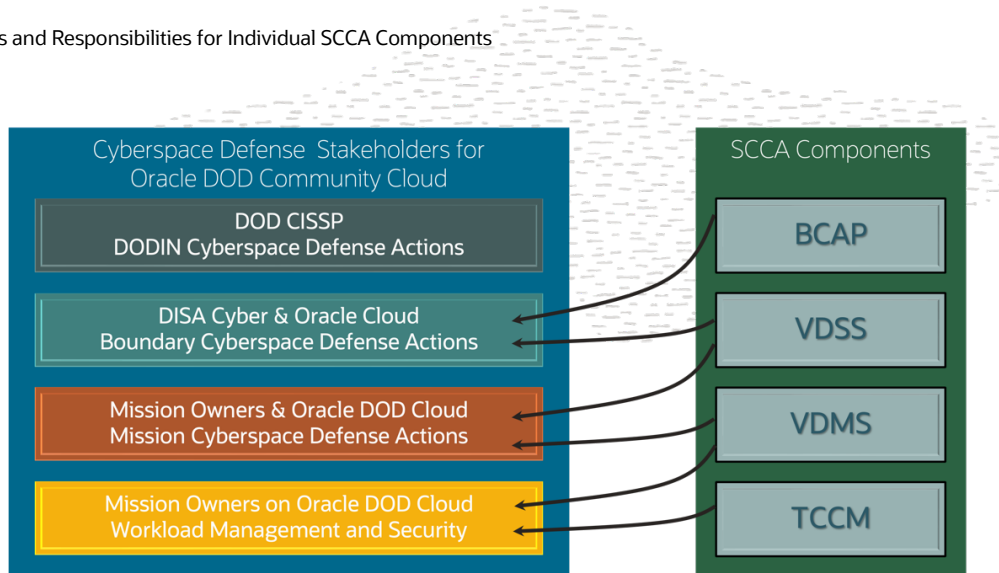 s and Responsibilities for Individual SCCA Components
Cyberspace Defense Stakeholders for
Oracle DOD Community Cloud
DOD CISSP
DODIN Cyberspace Defense Actions
DISA Cyber & Oracle Cloud
Boundary Cyberspace Defense Actions
Mission Owners & Oracle DOD Cloud
Mission Cyberspace Defense Actions
Mission Owners on Oracle DOD Cloud
Workload Management and Security
SCCA Components
BCAP
VDSS
VDMS
TCCM